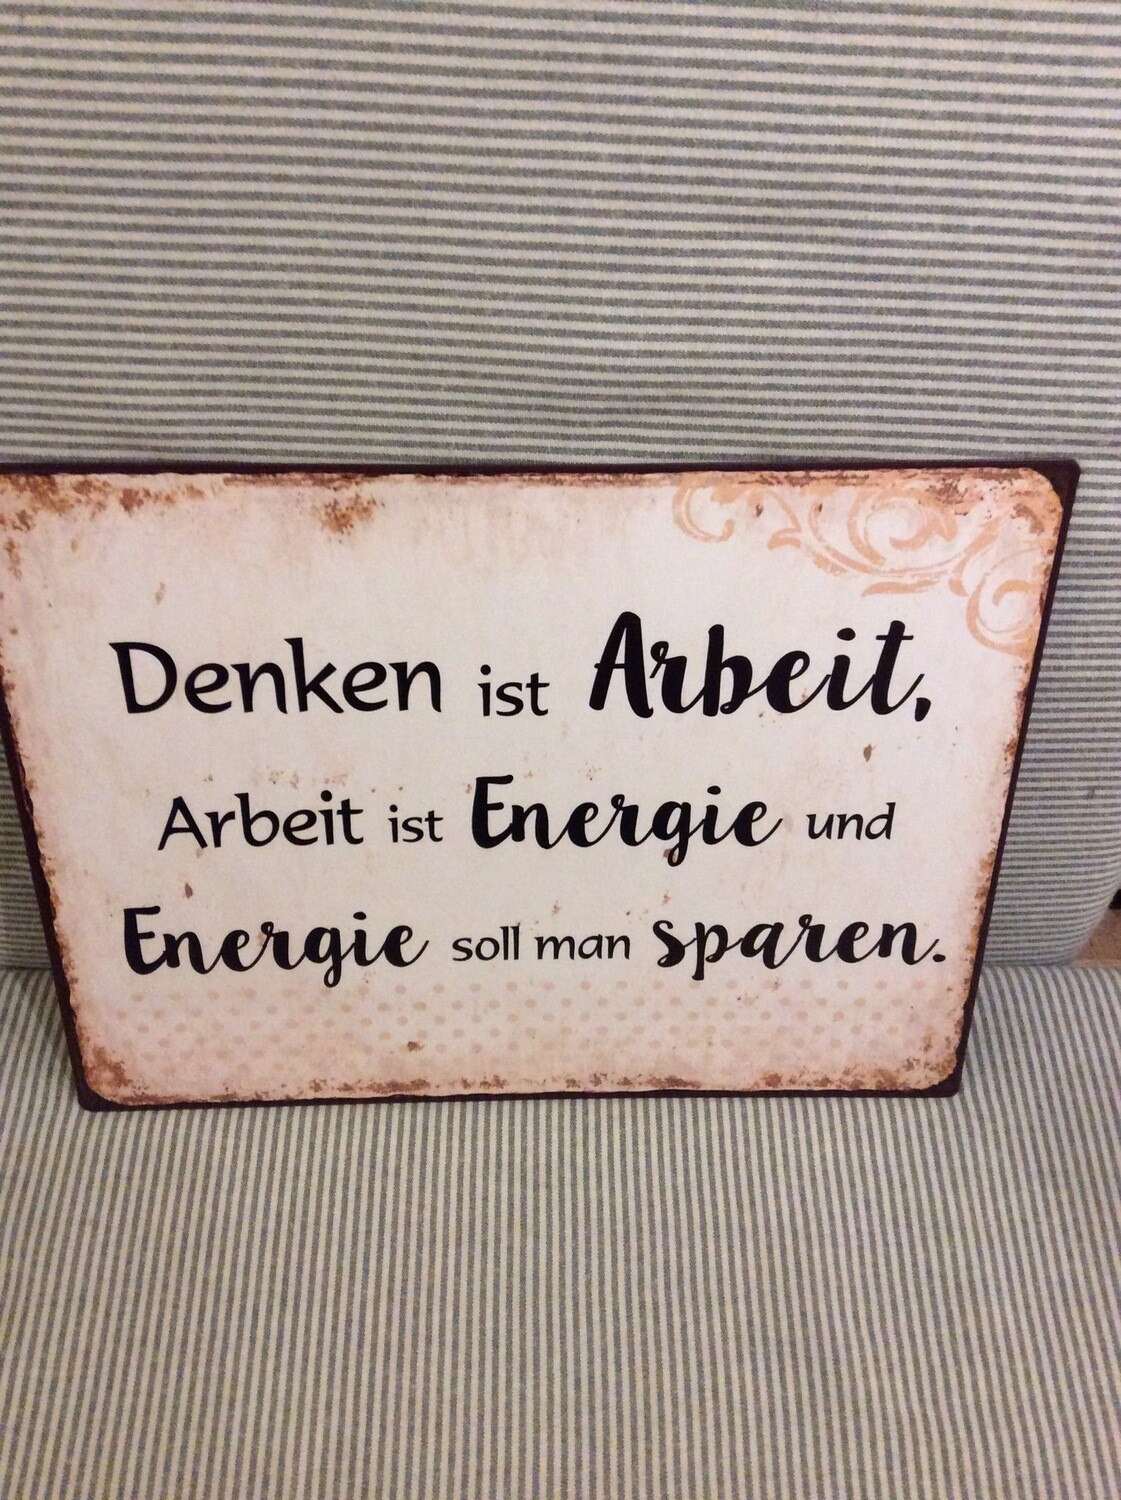 Denken ist Arbeit,
Arbeit ist Energie und
Energie soll man sparen.